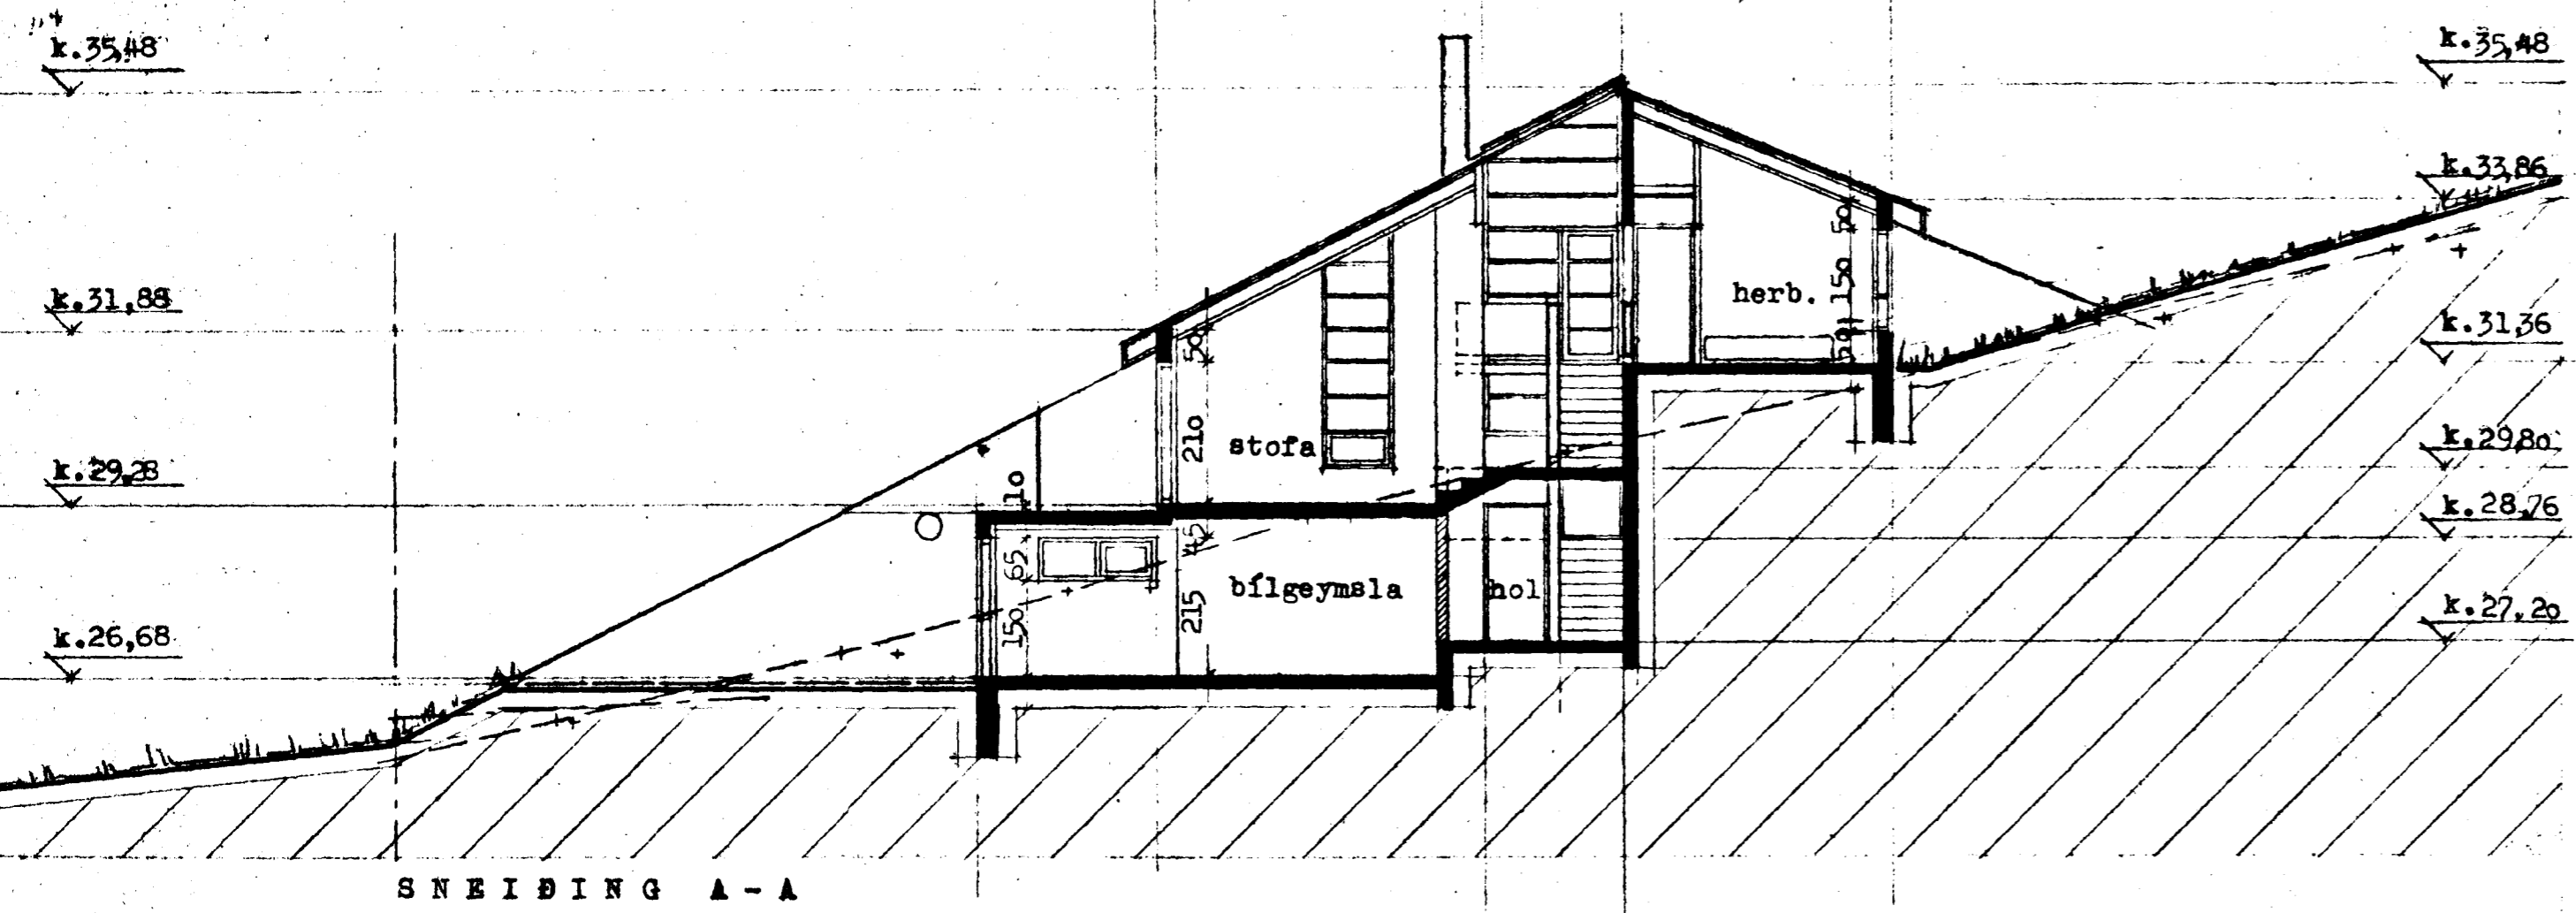 k.35,48
k.35,48
k.33,86
k.31,88
k.31,36
k.29,28
k.29,80
k.28,76
k.26,68
k.27,20
50
150
50
herb.
50
210
stofa
10
45
65
150
215
bílgeymsla
hol
SNEIÐING A-A